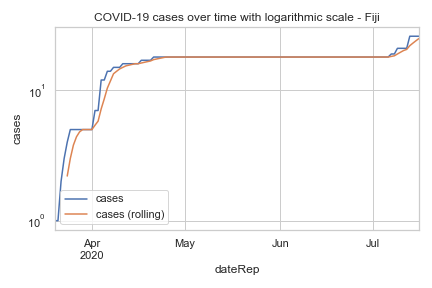 COVID-19 cases over time with logarithmic scale - Fiji
cases
10¹
10⁰
cases
cases (rolling)
Apr
2020
May
Jun
Jul
dateRep